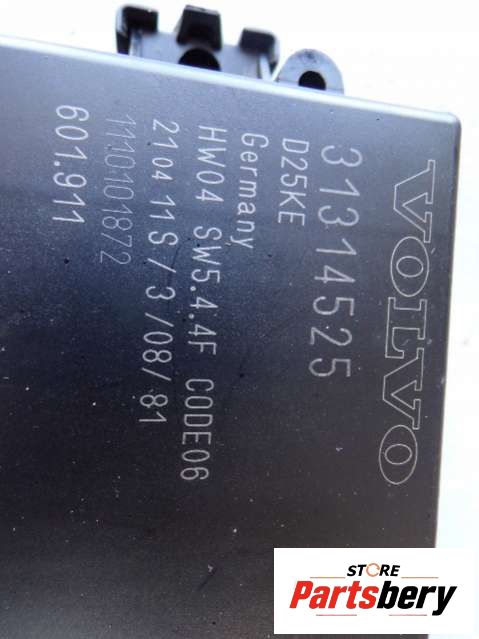 VOLVO
31314525
D25KE
Germany
HW04 SW5.4.4F CODE06
2104 11S/3/08/81
1110101872
601.911
STORE
Partsbery